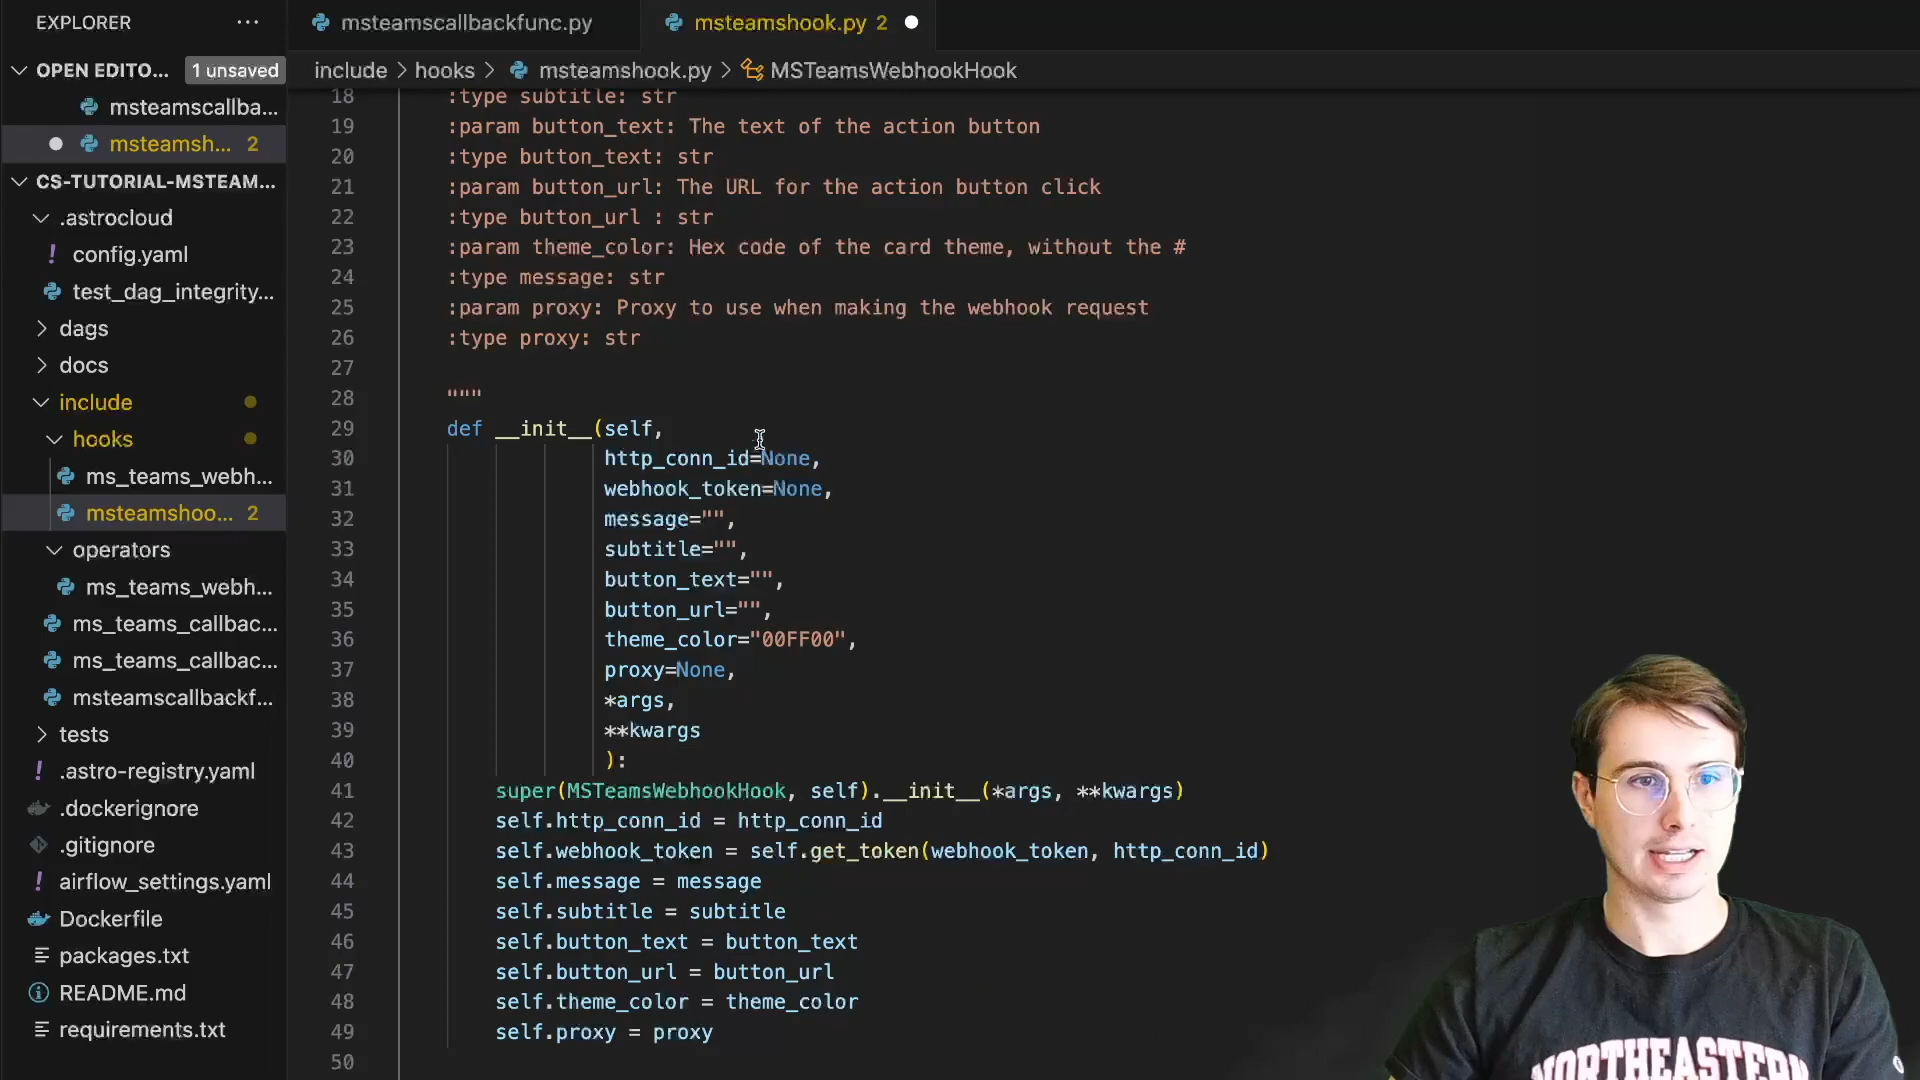 EXPLORER
OPEN EDITO... 1 unsaved
msteamscallba...
msteamsh... 2
CS-TUTORIAL-MSTEAM...
.astrocloud
! config.yaml
test_dag_integrity...
dags
docs
include
hooks
ms_teams_webh...
msteamshoo... 2
operators
ms_teams_webh...
ms_teams_callbac...
ms_teams_callbac...
msteamscallbackf...
tests
! .astro-registry.yaml
.dockerignore
.gitignore
! airflow_settings.yaml
Dockerfile
packages.txt
README.md
requirements.txt
msteamscallbackfunc.py
msteamshook.py 2
include > hooks > msteamshook.py > MSTeamsWebhookHook
18 :type subtitle: str
19 :param button_text: The text of the action button
20 :type button_text: str
21 :param button_url: The URL for the action button click
22 :type button_url : str
23 :param theme_color: Hex code of the card theme, without the #
24 :type message: str
25 :param proxy: Proxy to use when making the webhook request
26 :type proxy: str
27
28 """
29 def __init__(self,
30 http_conn_id=None,
31 webhook_token=None,
32 message="",
33 subtitle="",
34 button_text="",
35 button_url="",
36 theme_color="00FF00",
37 proxy=None,
38 *args,
39 **kwargs
40 ):
41 super(MSTeamsWebhookHook, self).__init__(*args, **kwargs)
42 self.http_conn_id = http_conn_id
43 self.webhook_token = self.get_token(webhook_token, http_conn_id)
44 self.message = message
45 self.subtitle = subtitle
46 self.button_text = button_text
47 self.button_url = button_url
48 self.theme_color = theme_color
49 self.proxy = proxy
50
NORTHEASTERN